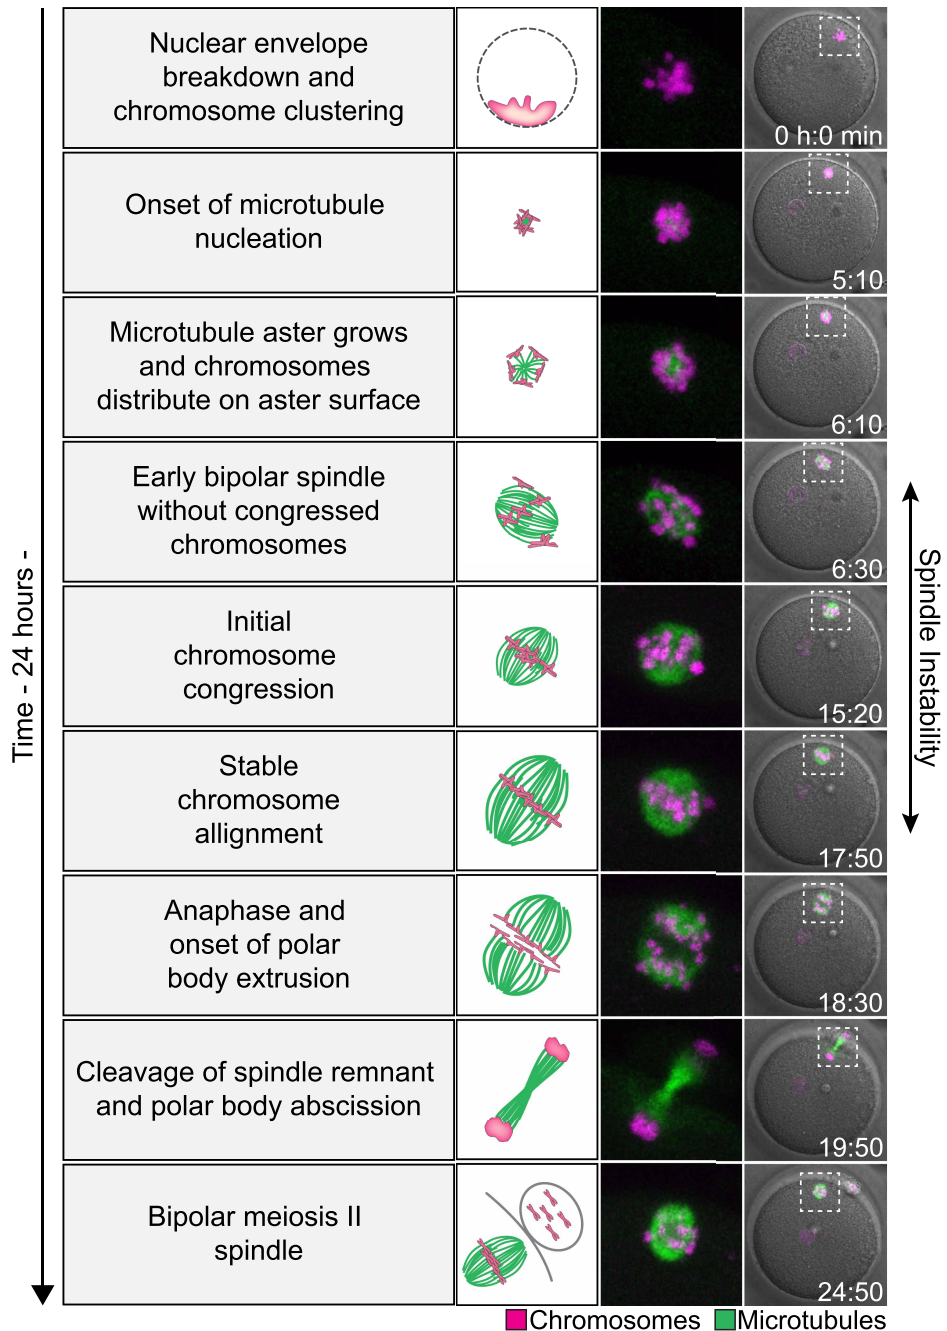 Time - 24 hours -
Nuclear envelope
breakdown and
chromosome clustering
0 h:0 min
Onset of microtubule
nucleation
5:10
Microtubule aster grows
and chromosomes
distribute on aster surface
6:10
Early bipolar spindle
without congressed
chromosomes
6:30
Initial
chromosome
congression
15:20
Stable
chromosome
allignment
17:50
Anaphase and
onset of polar
body extrusion
18:30
Cleavage of spindle remnant
and polar body abscission
19:50
Bipolar meiosis II
spindle
24:50
Spindle Instability
Chromosomes
Microtubules